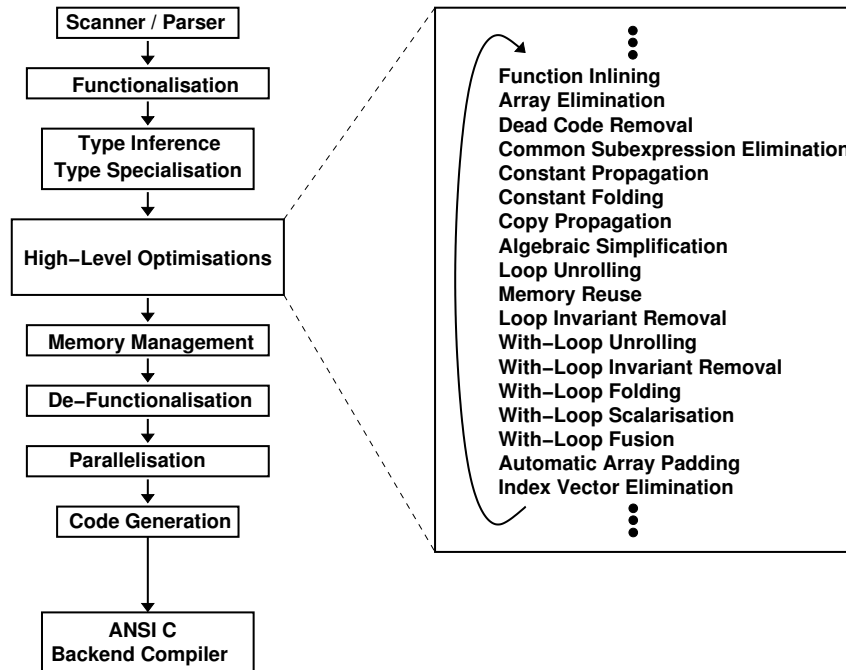 Scanner / Parser
Functionalisation
Type Inference
Type Specialisation
High−Level Optimisations
Memory Management
De−Functionalisation
Parallelisation
Code Generation
ANSI C
Backend Compiler
Function Inlining
Array Elimination
Dead Code Removal
Common Subexpression Elimination
Constant Propagation
Constant Folding
Copy Propagation
Algebraic Simplification
Loop Unrolling
Memory Reuse
Loop Invariant Removal
With−Loop Unrolling
With−Loop Invariant Removal
With−Loop Folding
With−Loop Scalarisation
With−Loop Fusion
Automatic Array Padding
Index Vector Elimination